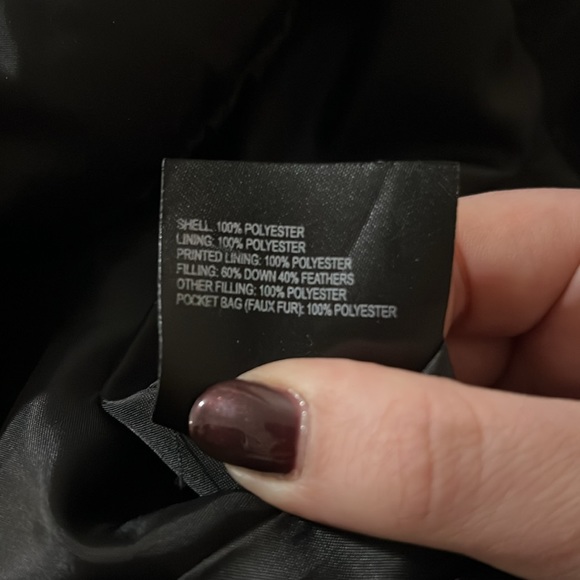 SHELL: 100% POLYESTER
LINING: 100% POLYESTER
PRINTED LINING: 100% POLYESTER
FILLING: 60% DOWN 40% FEATHERS
OTHER FILLING: 100% POLYESTER
POCKET BAG (FAUX FUR): 100% POLYESTER